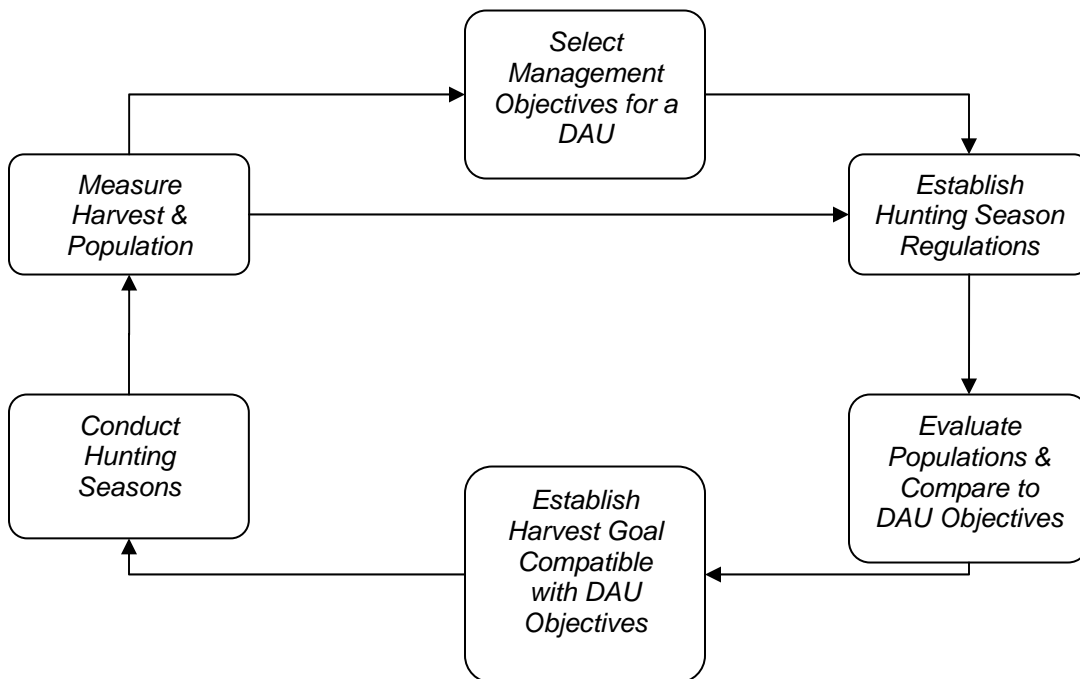 Select
Management
Objectives for a
DAU
Measure
Harvest &
Population
Establish
Hunting Season
Regulations
Conduct
Hunting
Seasons
Establish
Harvest Goal
Compatible
with DAU
Objectives
Evaluate
Populations &
Compare to
DAU Objectives